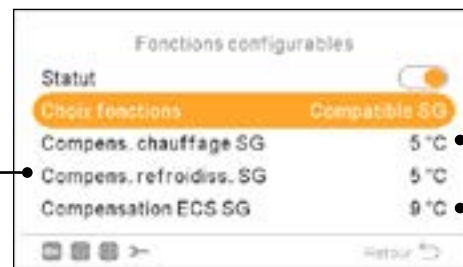 Fonctions configurables
Statut
Choix fonctions Compatible SG
Compens. chauffage SG 5 °C
Compens. refroidiss. SG 5 °C
Compensation ECS SG 9 °C
Retour